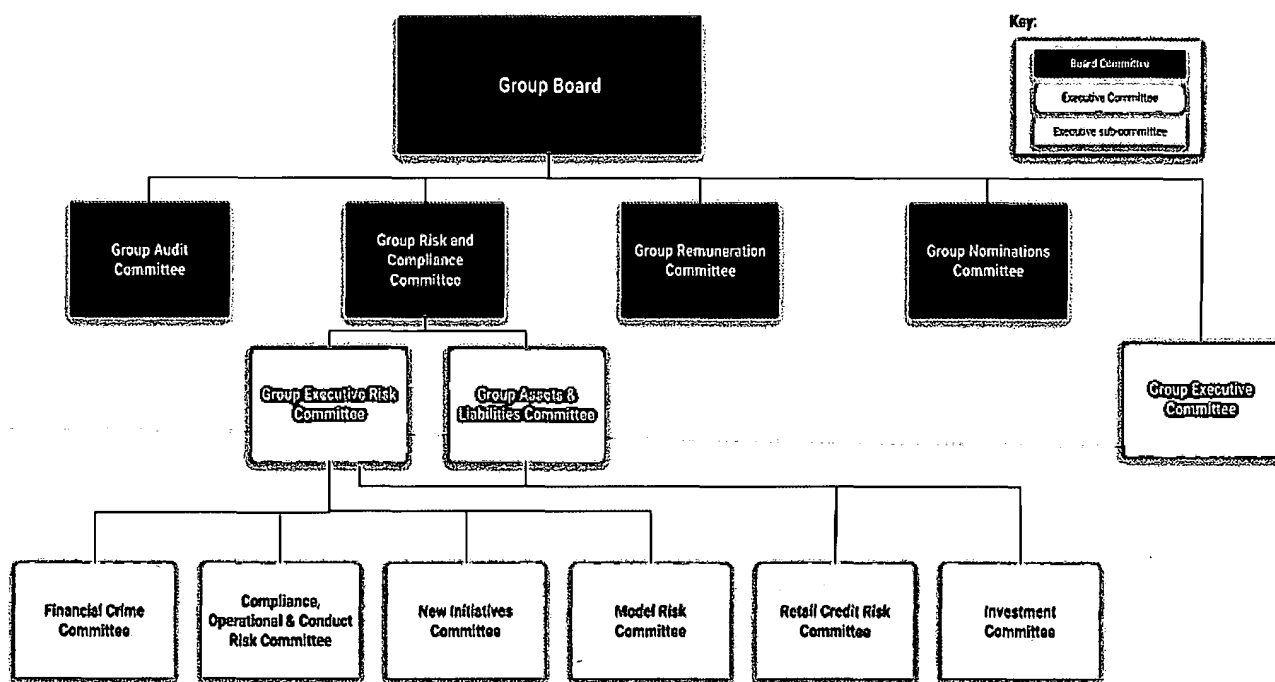 Key:
Board Committee
Executive Committee
Executive sub-committee
Group Board
Group Audit
Committee
Group Risk and
Compliance
Committee
Group Remuneration
Committee
Group Nominations
Committee
Group Executive Risk
Committee
Group Assets &
Liabilities Committee
Group Executive
Committee
Financial Crime
Committee
Compliance,
Operational & Conduct
Risk Committee
New Initiatives
Committee
Model Risk
Committee
Retail Credit Risk
Committee
Investment
Committee